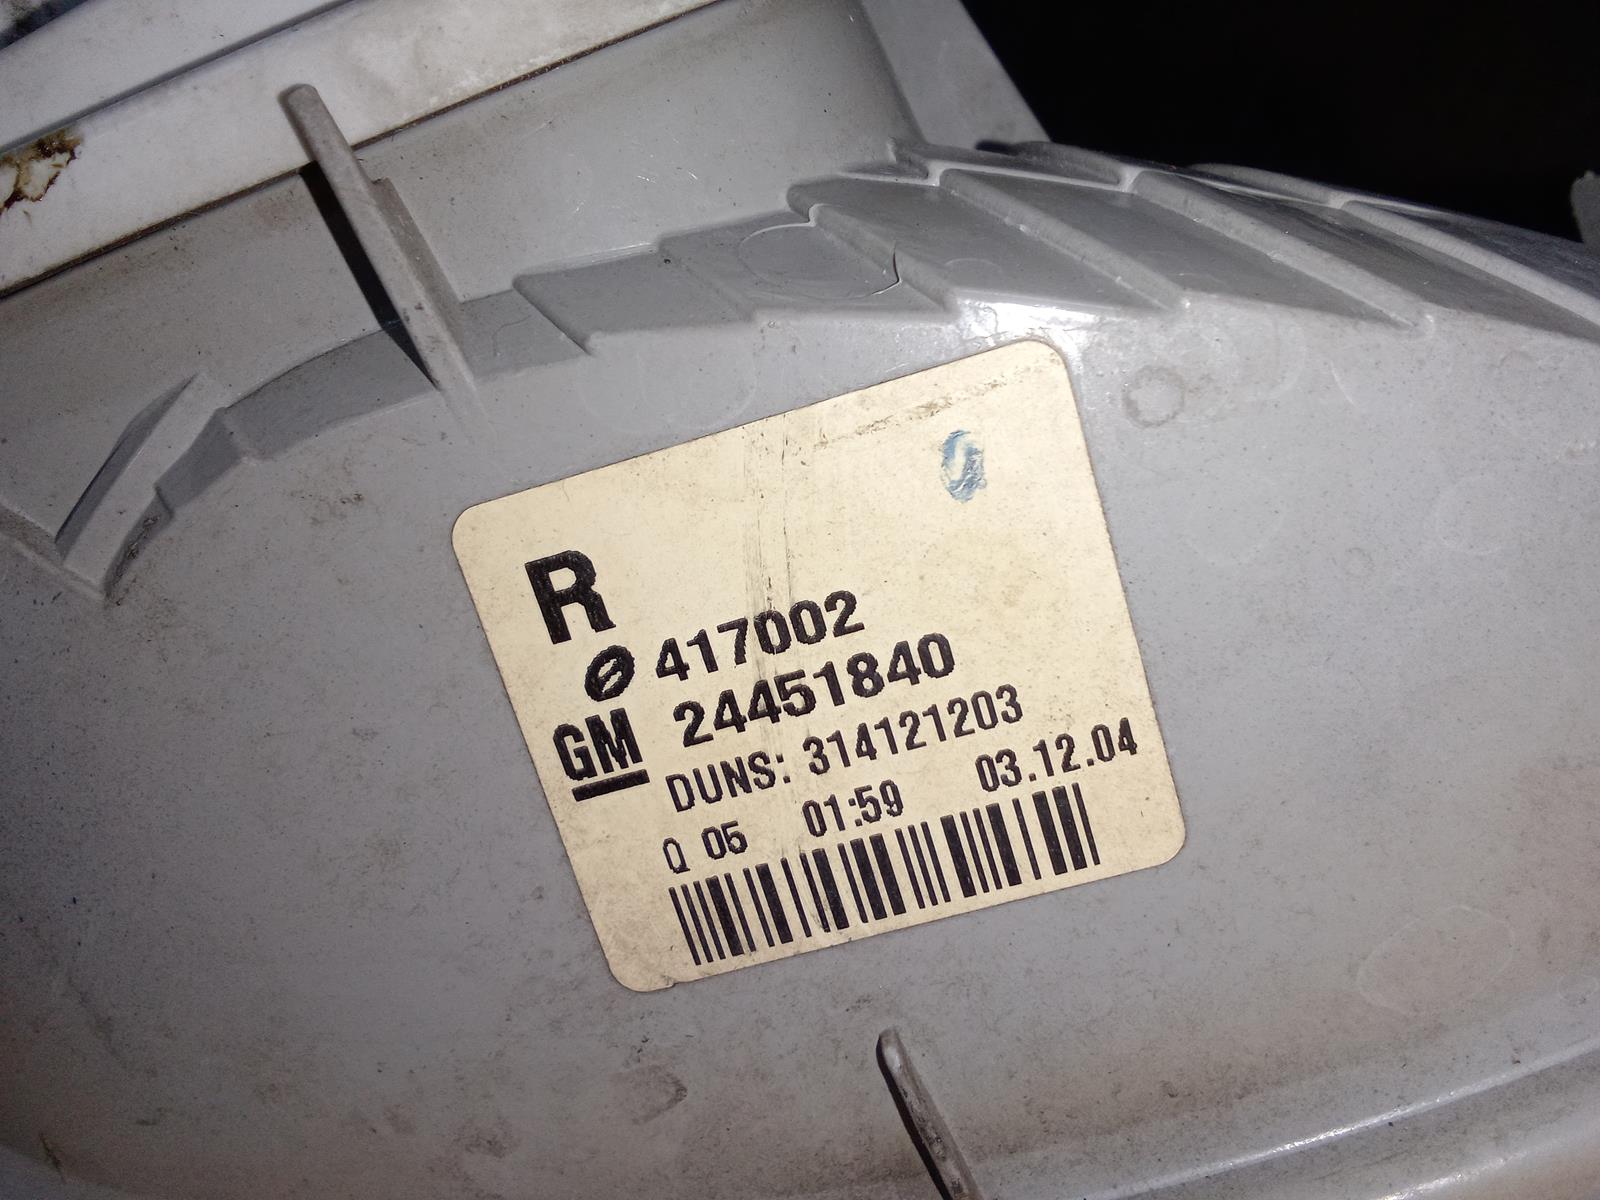 R
417002
GM 24451840
DUNS: 314121203
Q 05 01:59 03.12.04